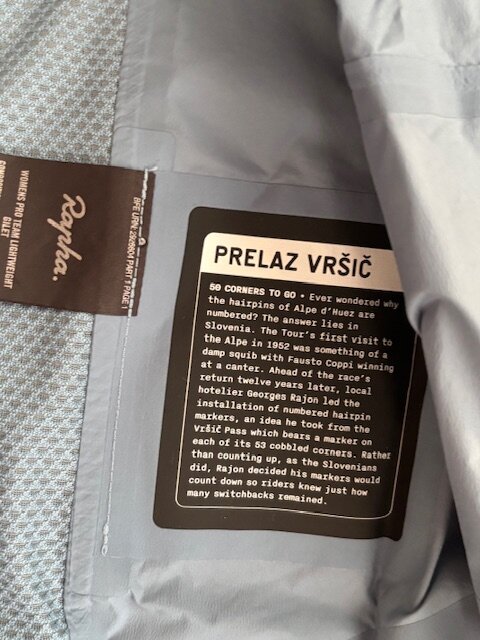 Rapha.
WOMENS PRO TEAM LIGHTWEIGHT
GILET
PRELAZ VRŠIČ
50 CORNERS TO GO • Ever wondered why
the hairpins of Alpe d'Huez are
numbered? The answer lies in
Slovenia. The Tour's first visit to
the Alpe in 1952 was something of a
damp squib with Fausto Coppi winning
at a canter. Ahead of the race's
return twelve years later, local
hotelier Georges Rajon led the
installation of numbered hairpin
markers, an idea he took from the
Vršič Pass which bears a marker on
each of its 53 cobbled corners. Rather
than counting up, as the Slovenians
did, Rajon decided his markers would
count down so riders knew just how
many switchbacks remained.